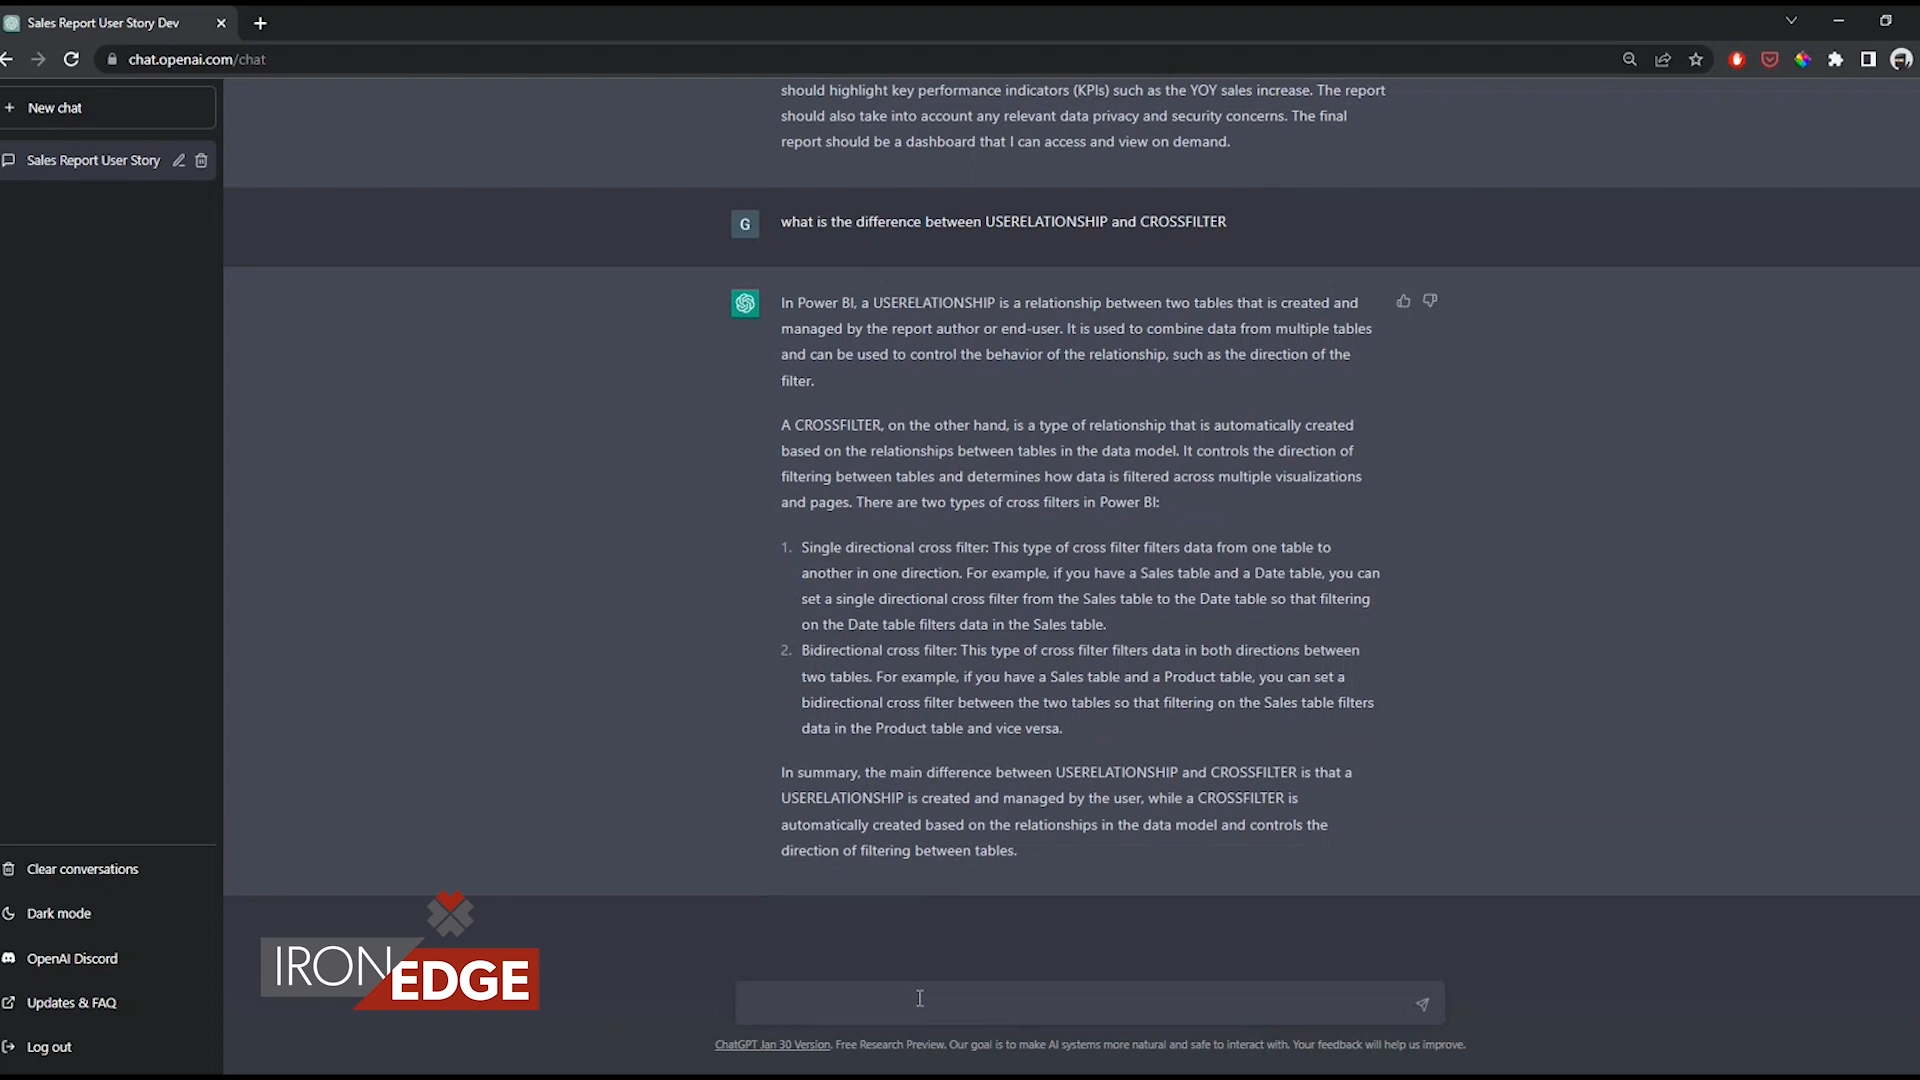 Sales Report User Story Dev
chat.openai.com/chat
New chat
Sales Report User Story
should highlight key performance indicators (KPIs) such as the YOY sales increase. The report
should also take into account any relevant data privacy and security concerns. The final
report should be a dashboard that I can access and view on demand.
G
what is the difference between USERELATIONSHIP and CROSSFILTER
In Power BI, a USERELATIONSHIP is a relationship between two tables that is created and
managed by the report author or end-user. It is used to combine data from multiple tables
and can be used to control the behavior of the relationship, such as the direction of the
filter.
A CROSSFILTER, on the other hand, is a type of relationship that is automatically created
based on the relationships between tables in the data model. It controls the direction of
filtering between tables and determines how data is filtered across multiple visualizations
and pages. There are two types of cross filters in Power BI:
1. Single directional cross filter: This type of cross filter filters data from one table to
another in one direction. For example, if you have a Sales table and a Date table, you can
set a single directional cross filter from the Sales table to the Date table so that filtering
on the Date table filters data in the Sales table.
2. Bidirectional cross filter: This type of cross filter filters data in both directions between
two tables. For example, if you have a Sales table and a Product table, you can set a
bidirectional cross filter between the two tables so that filtering on the Sales table filters
data in the Product table and vice versa.
In summary, the main difference between USERELATIONSHIP and CROSSFILTER is that a
USERELATIONSHIP is created and managed by the user, while a CROSSFILTER is
automatically created based on the relationships in the data model and controls the
direction of filtering between tables.
Clear conversations
Dark mode
OpenAI Discord
Updates & FAQ
Log out
IRON EDGE
ChatGPT Jan 30 Version. Free Research Preview. Our goal is to make AI systems more natural and safe to interact with. Your feedback will help us improve.